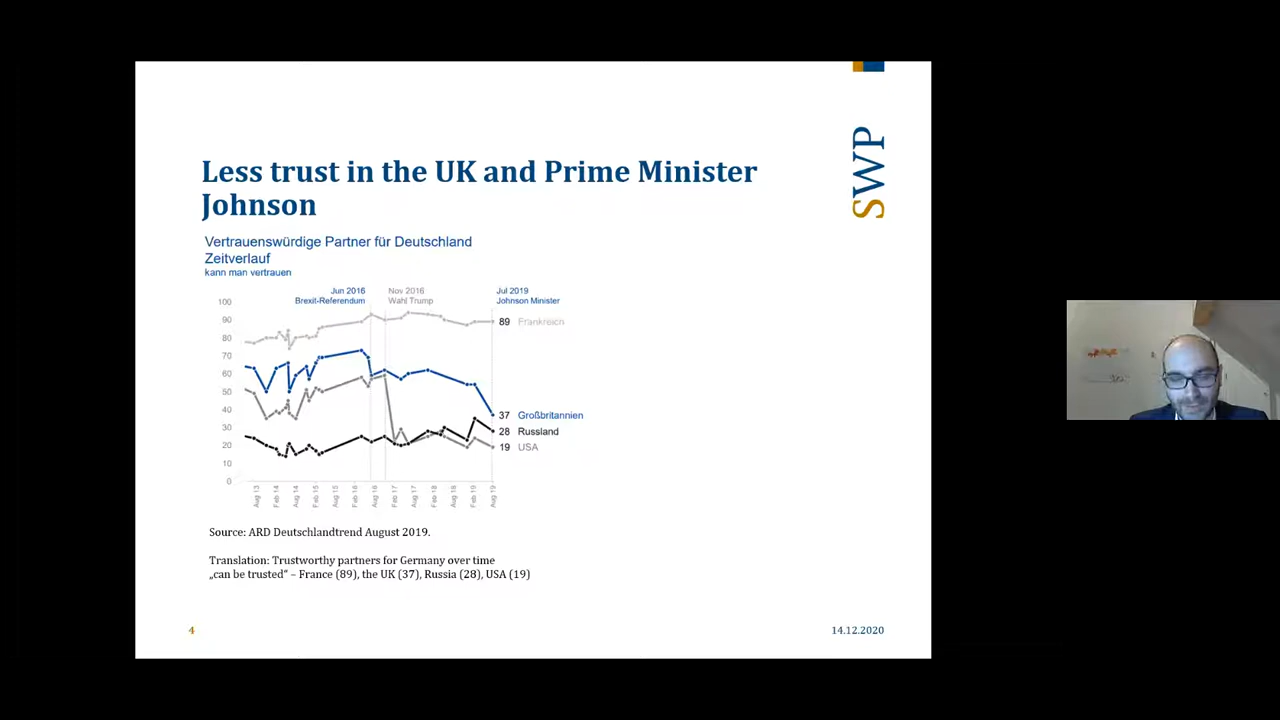 SWP
Less trust in the UK and Prime Minister
Johnson
Vertrauenswürdige Partner für Deutschland
Zeitverlauf
kann man vertrauen
Jun 2016
Brexit-Referendum
Nov 2016
Wahl Trump
Jul 2019
Johnson Minister
100
90
80
70
60
50
40
30
20
10
0
89 Frankreich
37 Großbritannien
28 Russland
19 USA
Aug 13
Feb 14
Aug 14
Feb 15
Aug 15
Feb 16
Aug 16
Feb 17
Aug 17
Feb 18
Aug 18
Feb 19
Aug 19
Source: ARD Deutschlandtrend August 2019.
Translation: Trustworthy partners for Germany over time
„can be trusted“ – France (89), the UK (37), Russia (28), USA (19)
4
14.12.2020